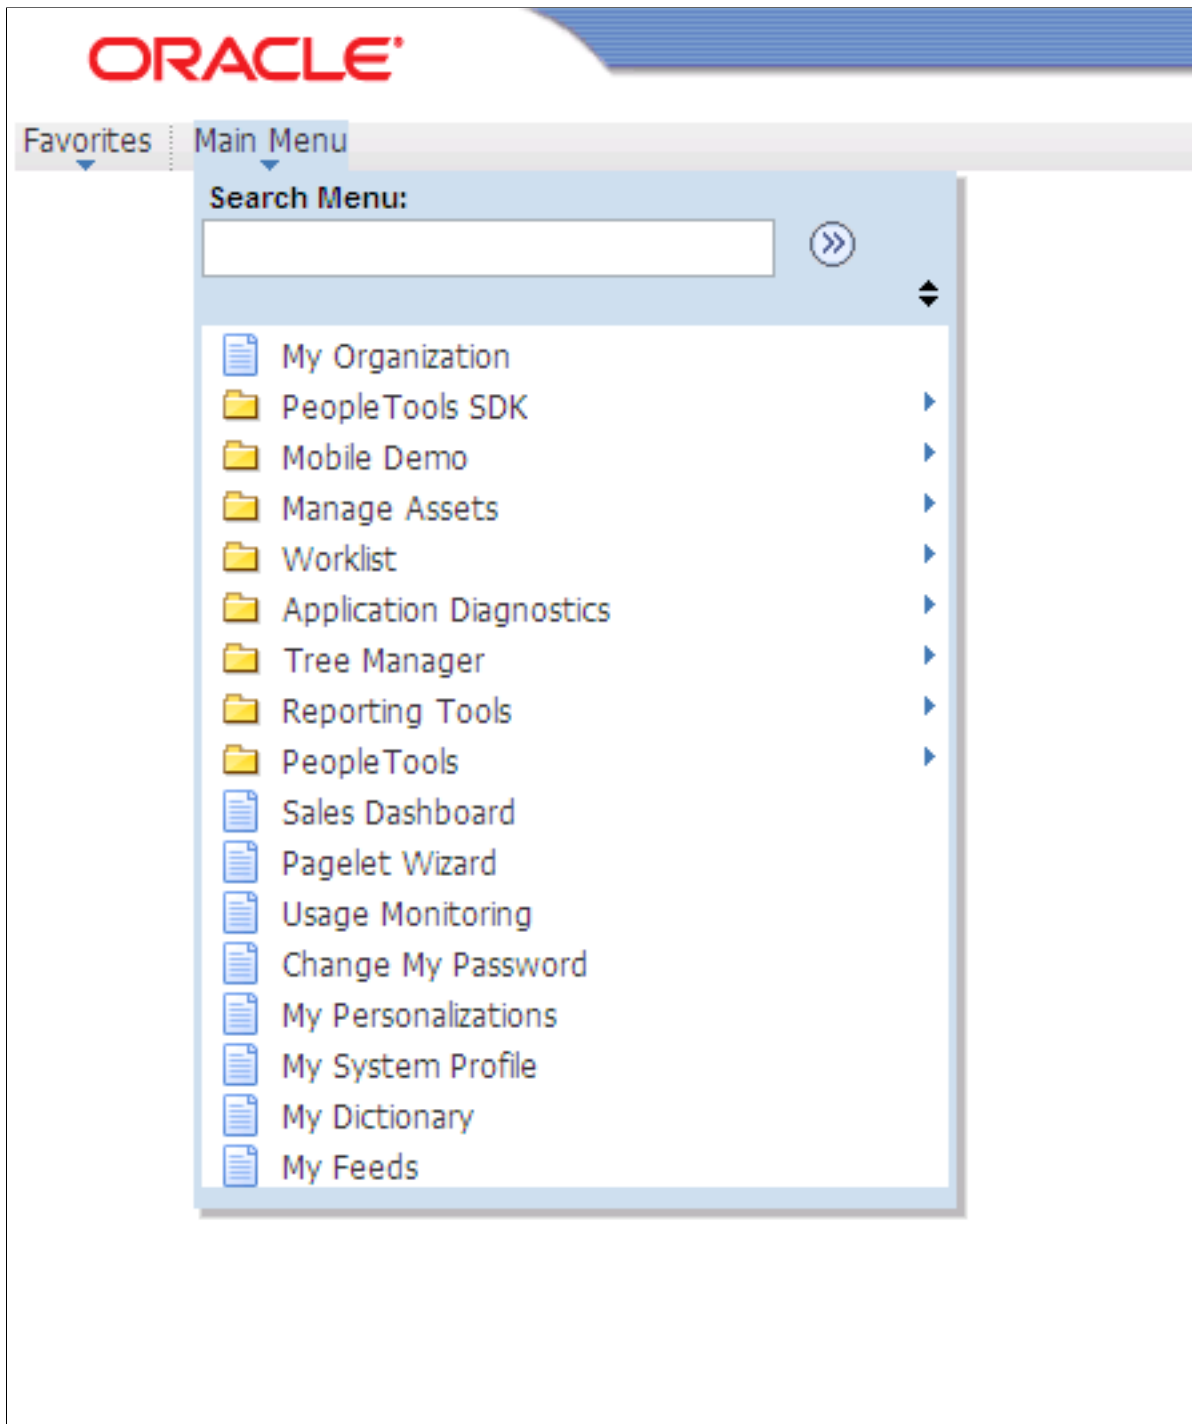 ORACLE
Favorites Main Menu
Search Menu:
My Organization
PeopleTools SDK
Mobile Demo
Manage Assets
Worklist
Application Diagnostics
Tree Manager
Reporting Tools
PeopleTools
Sales Dashboard
Pagelet Wizard
Usage Monitoring
Change My Password
My Personalizations
My System Profile
My Dictionary
My Feeds